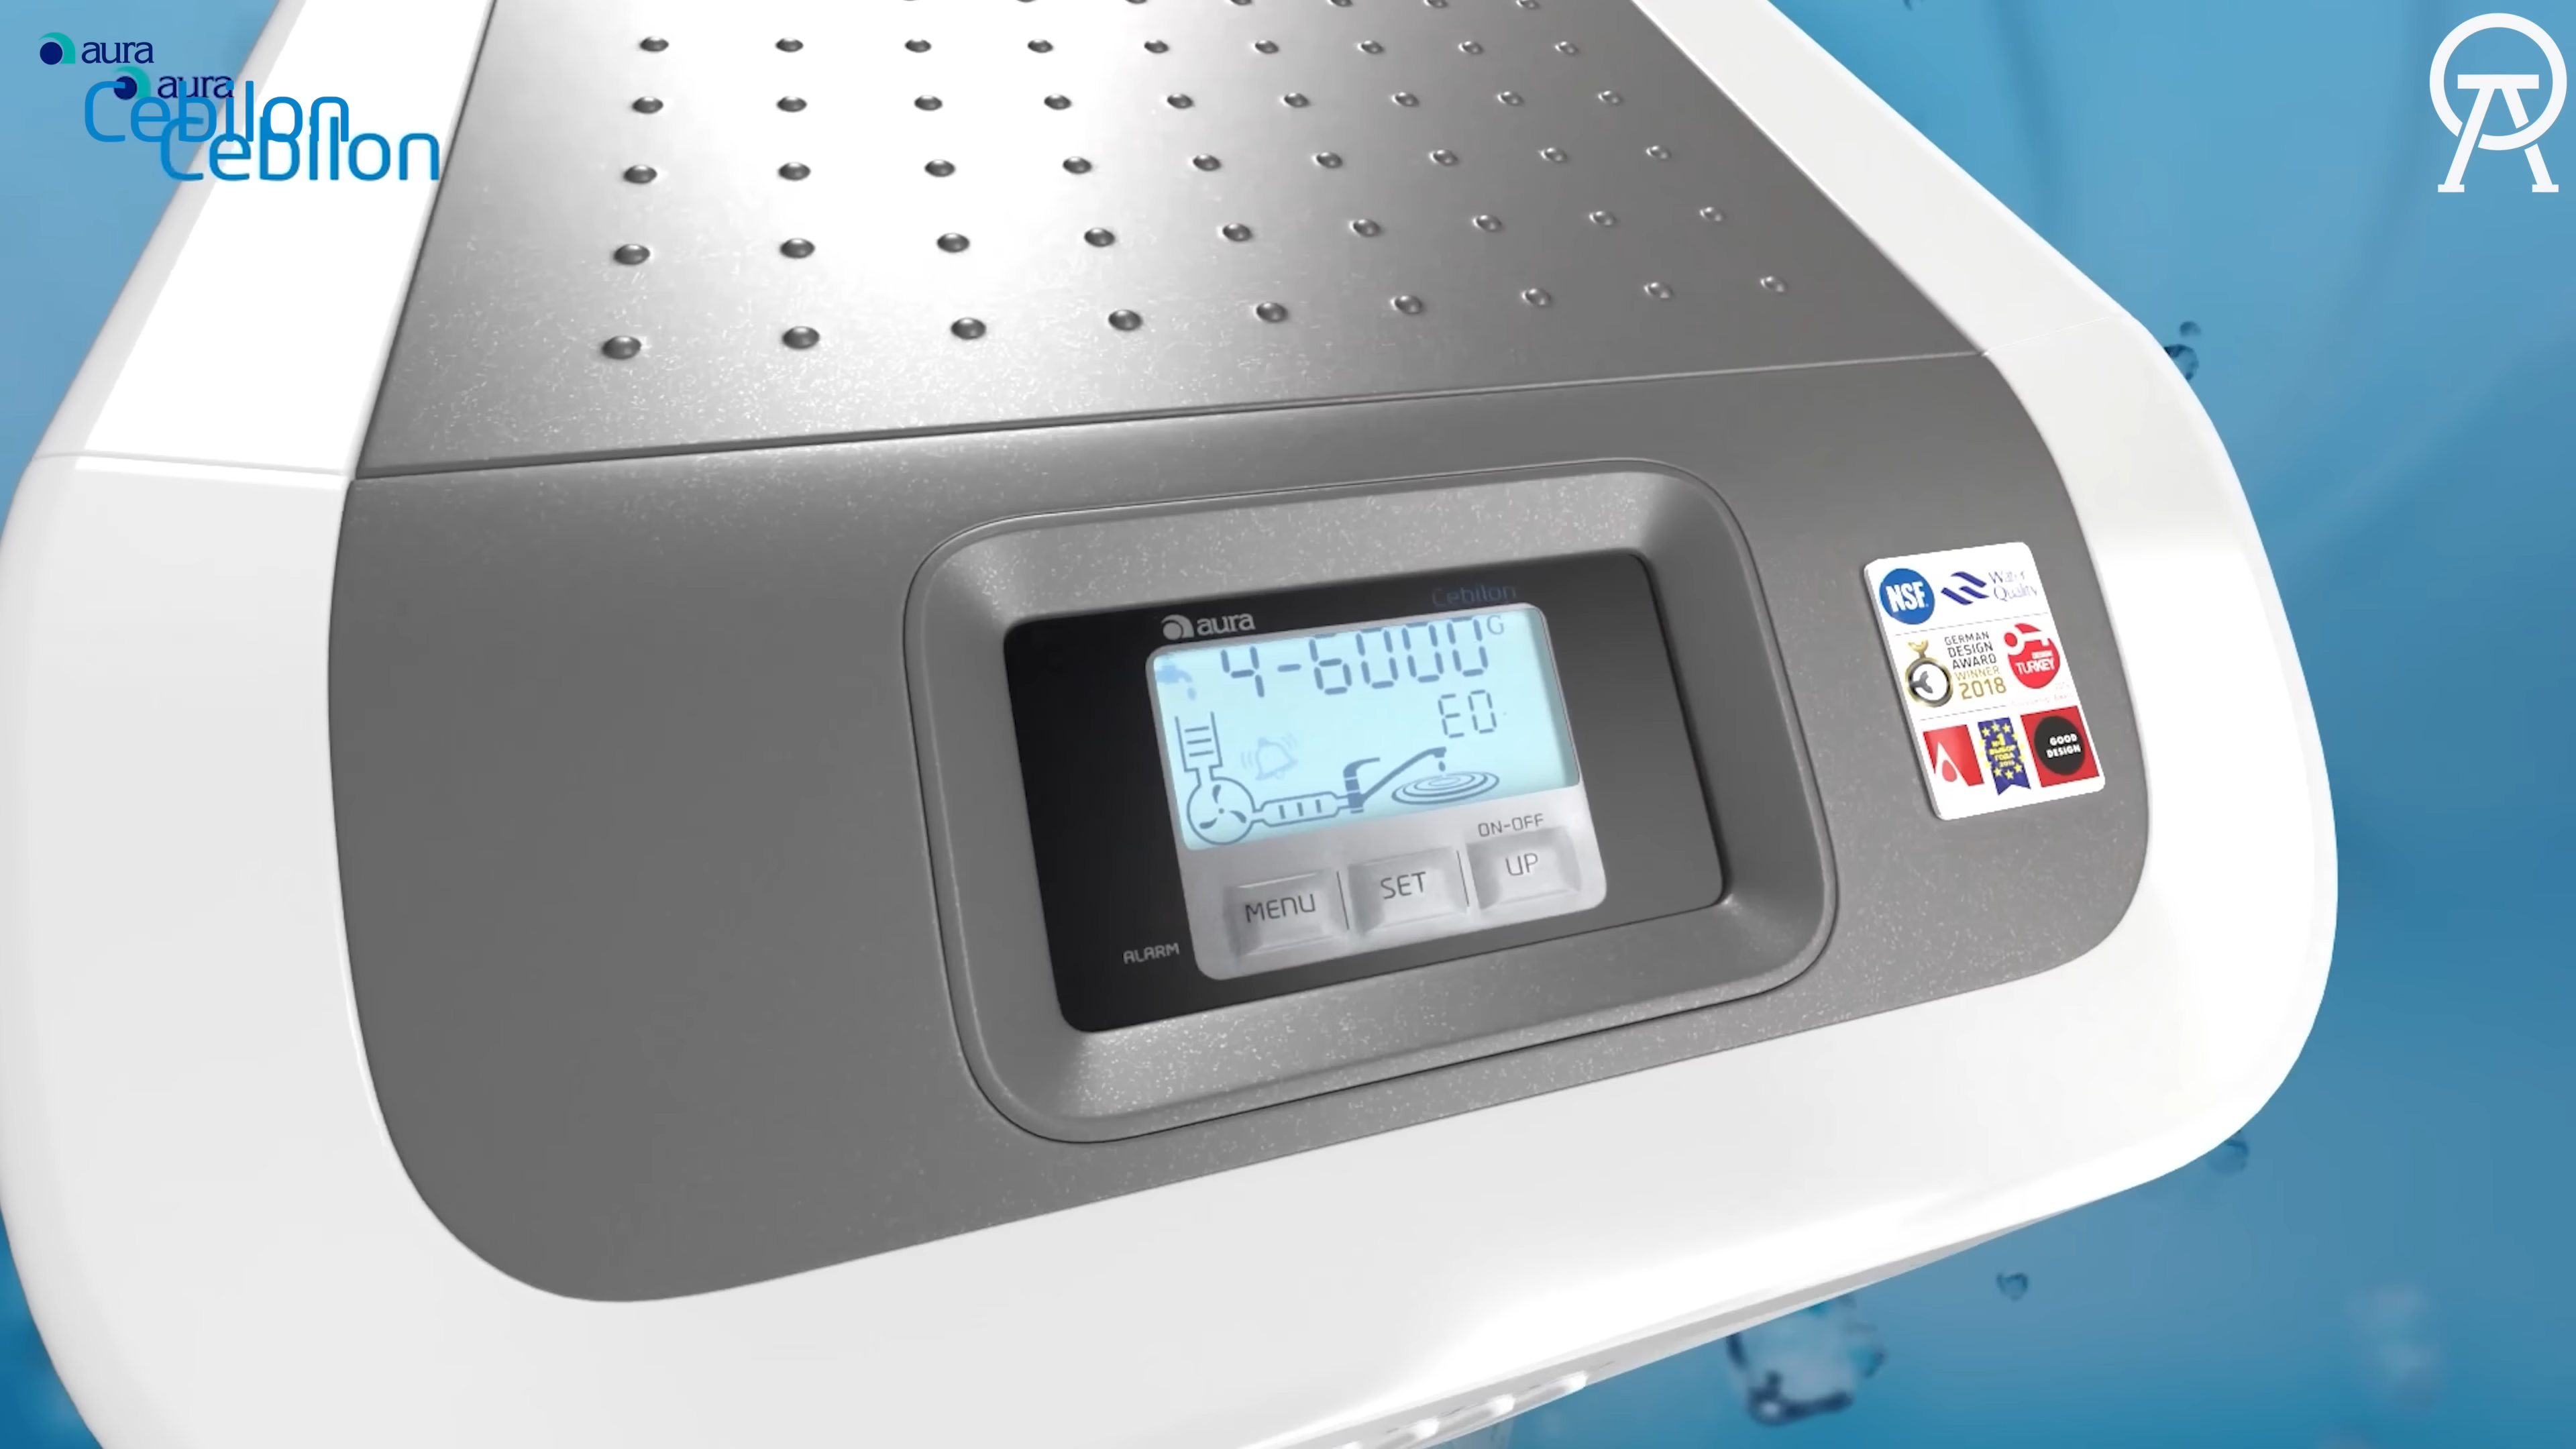 aura
aura
Cebilon
Cebilon
aura
Cebilon
4-6000 G
E0
ON-OFF
MENU
SET
UP
ALARM
NSF
Water
Quality
GERMAN
DESIGN
AWARD
WINNER
2018
TURKEY
GOOD
DESIGN